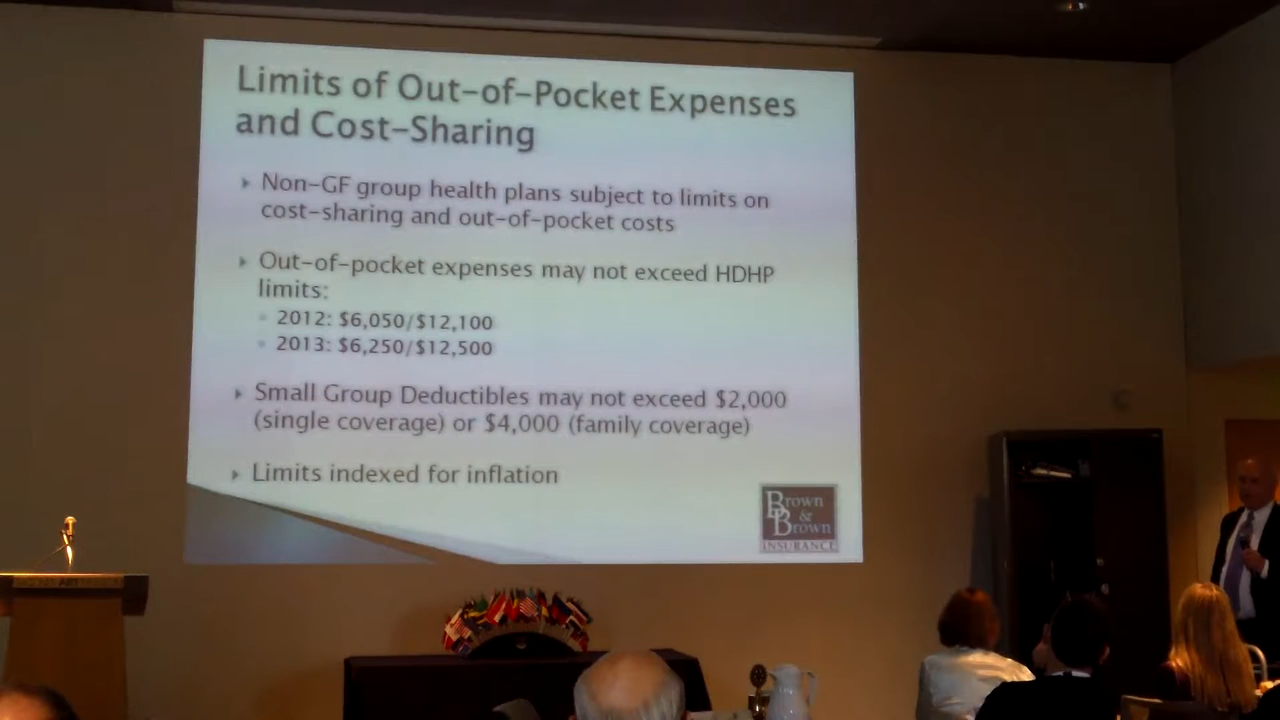 Limits of Out-of-Pocket Expenses
and Cost-Sharing
Non-GF group health plans subject to limits on
cost-sharing and out-of-pocket costs
Out-of-pocket expenses may not exceed HDHP
limits:
2012: $6,050/$12,100
2013: $6,250/$12,500
Small Group Deductibles may not exceed $2,000
(single coverage) or $4,000 (family coverage)
Limits indexed for inflation
Brown
&
Brown
INSURANCE